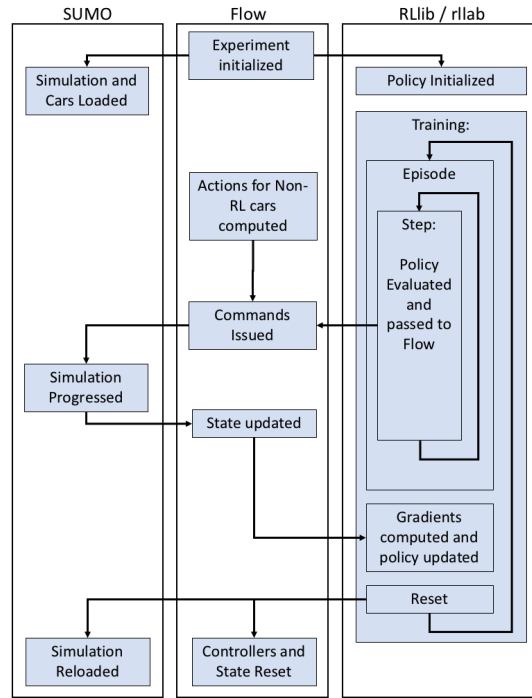 SUMO
Flow
RLlib / rllab
Experiment
initialized
Simulation and
Cars Loaded
Policy Initialized
Training:
Episode
Actions for Non-
RL cars
computed
Step:
Policy
Evaluated
and
passed to
Flow
Commands
Issued
Simulation
Progressed
State updated
Gradients
computed and
policy updated
Reset
Simulation
Reloaded
Controllers and
State Reset